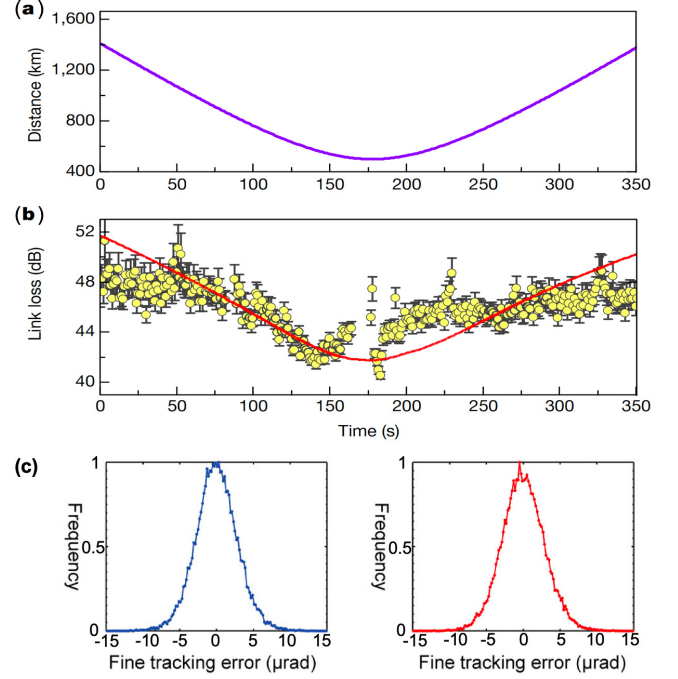 (a)
1,600
1,200
800
400
Distance (km)
0 50 100 150 200 250 300 350
(b)
52
48
44
40
Link loss (dB)
0 50 100 150 200 250 300 350
Time (s)
(c)
1
0.5
0
Frequency
-15 -10 -5 0 5 10 15
Fine tracking error (μrad)
1
0.5
0
Frequency
-15 -10 -5 0 5 10 15
Fine tracking error (μrad)